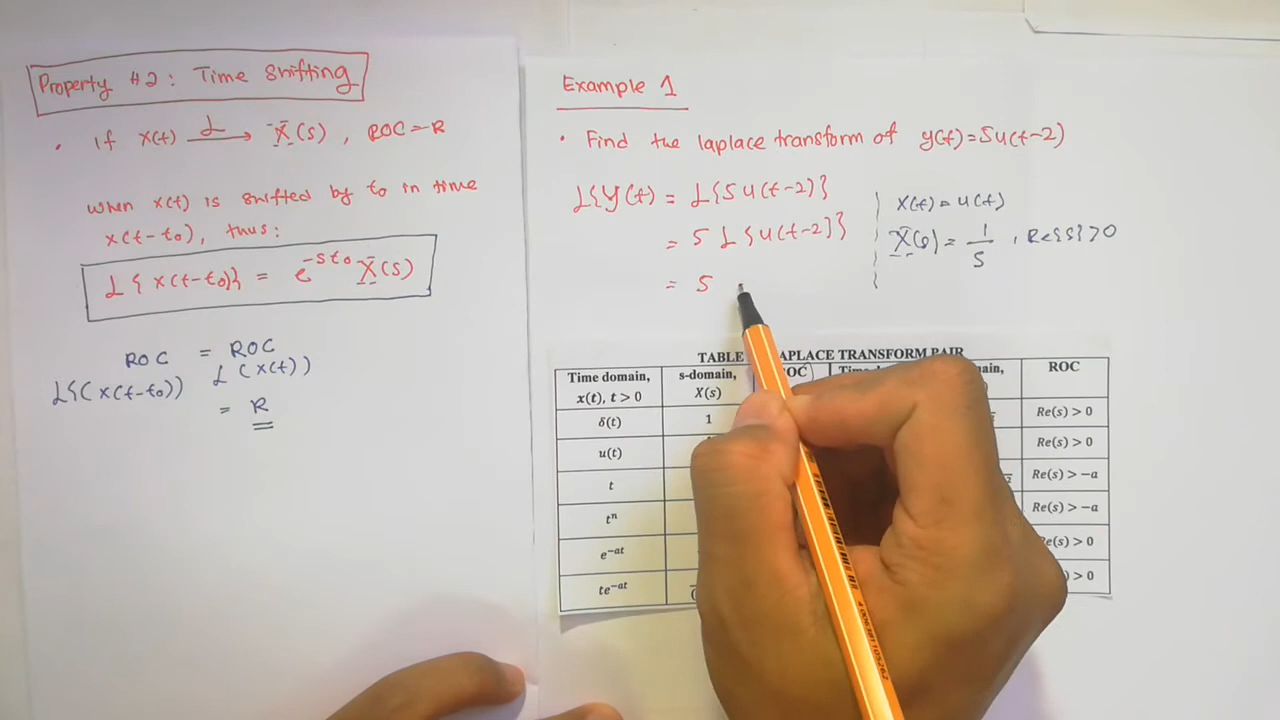 Property #2: Time Shifting
• If x(t) ℒ→ X(s), ROC=R
When x(t) is shifted by t₀ in time
x(t-t₀), thus:
ℒ{x(t-t₀)} = e^-st₀ X(s)
ROC = ROC
ℒ{(x(t-t₀)) ℒ(x(t))
= R
Example 1
• Find the laplace transform of y(t)=5u(t-2)
ℒ{y(t) = ℒ{5u(t-2)}
= 5 ℒ{u(t-2)}
= 5
x(t) = u(t)
X(s) = 1/s , Re{s}>0
TABLE LAPLACE TRANSFORM PAIR
Time domain, s-domain, ROC ROC
x(t), t > 0 X(s)
δ(t) 1 Re(s) > 0
u(t) Re(s) > 0
t Re(s) > -a
tⁿ Re(s) > -a
e^-at Re(s) > 0
te^-at > 0